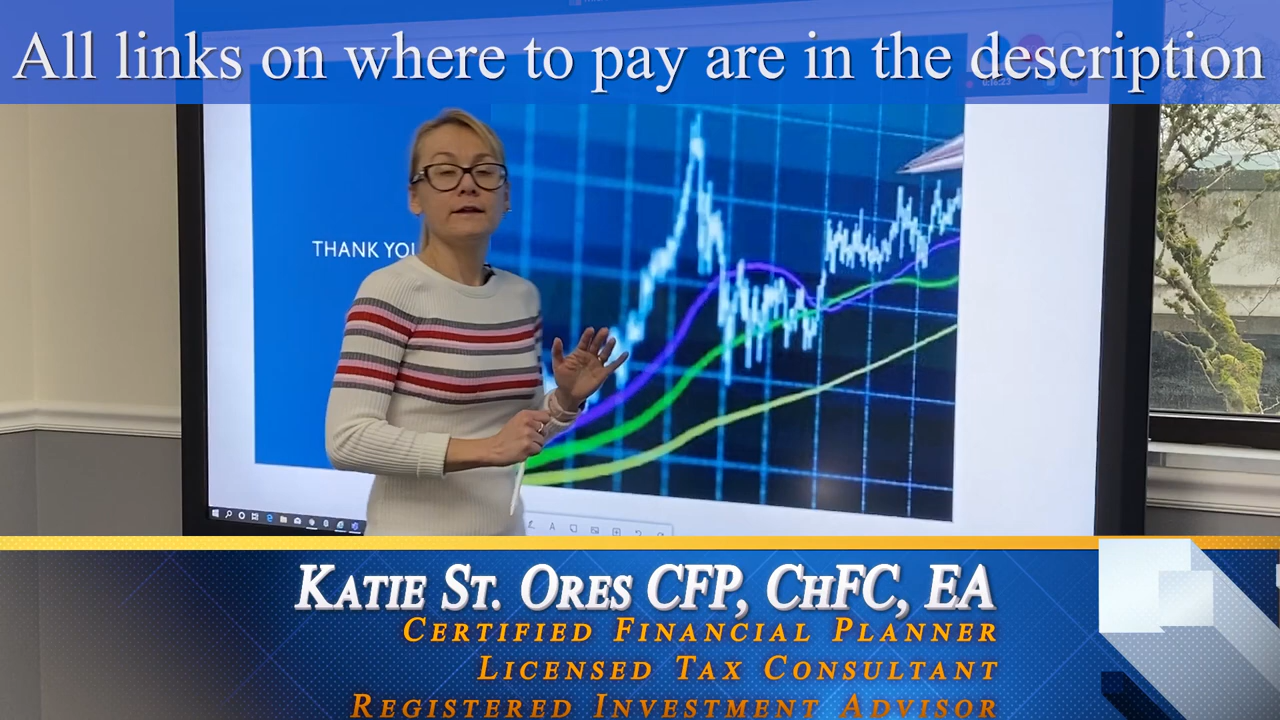 All links on where to pay are in the description
THANK YOU
Katie St. Ores CFP, ChFC, EA
Certified Financial Planner
Licensed Tax Consultant
Registered Investment Advisor